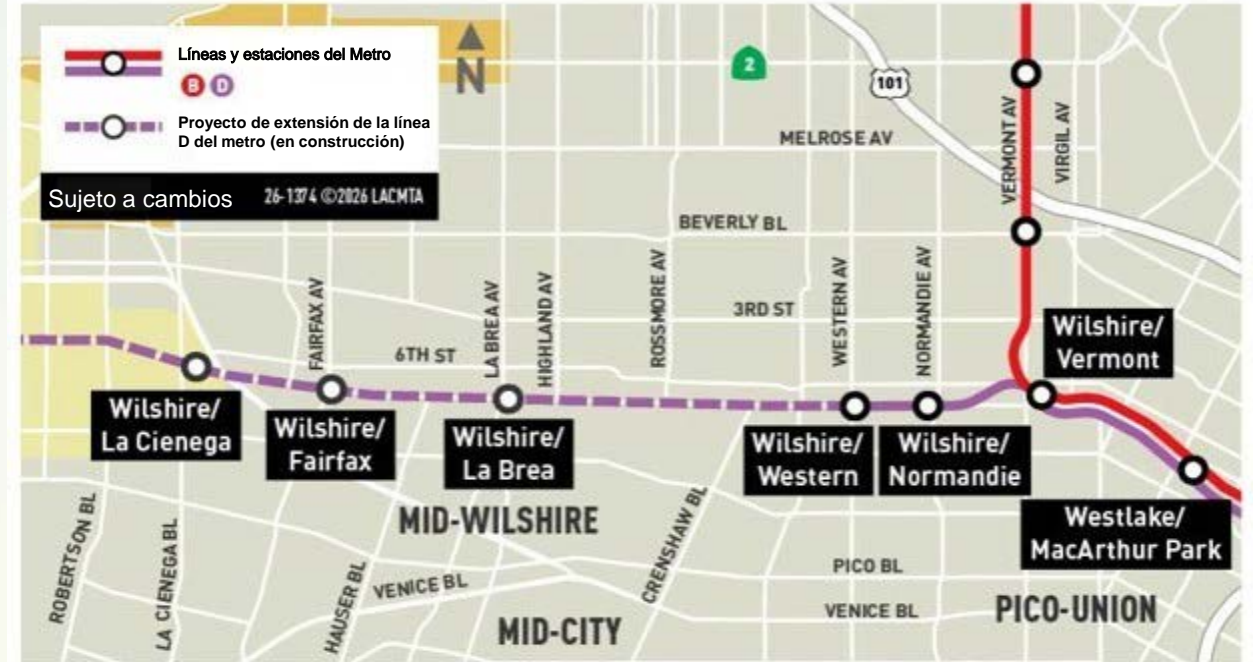 Líneas y estaciones del Metro
B D
Proyecto de extensión de la línea
D del metro (en construcción)
Sujeto a cambios 26-1374 ©2026 LACMTA
N
2
101
MELROSE AV
VERMONT AV
VIRGIL AV
BEVERLY BL
FAIRFAX AV
6TH ST
LA BREA AV
HIGHLAND AV
ROSSMORE AV
3RD ST
WESTERN AV
NORMANDIE AV
Wilshire/
Vermont
Wilshire/
La Cienega
Wilshire/
Fairfax
Wilshire/
La Brea
Wilshire/
Western
Wilshire/
Normandie
Westlake/
MacArthur Park
MID-WILSHIRE
ROBERTSON BL
LA CIENEGA BL
HAUSER BL
VENICE BL
CRENSHAW BL
PICO BL
VENICE BL
MID-CITY
PICO-UNION